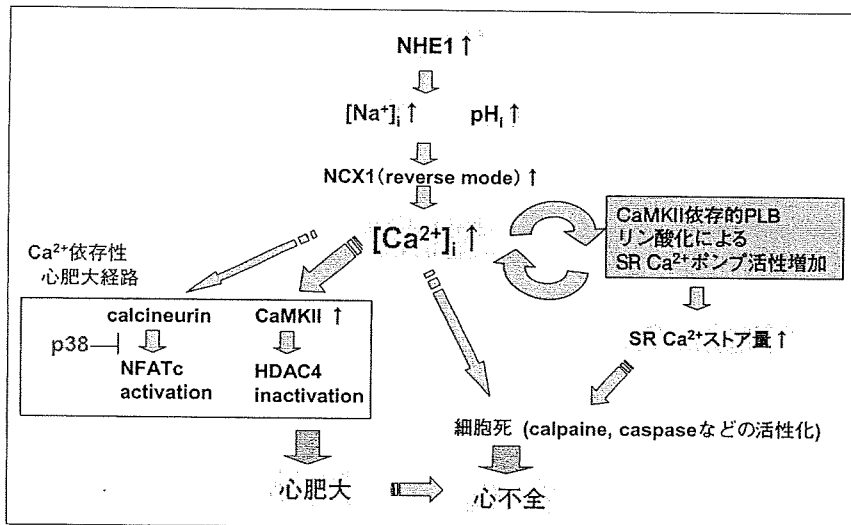 NHE1↑
[Na⁺]ᵢ↑ pHᵢ↑
NCX1(reverse mode)↑
[Ca²⁺]ᵢ↑
CaMKII依存的PLB
リン酸化による
SR Ca²⁺ポンプ活性増加
Ca²⁺依存性
心肥大経路
calcineurin CaMKII ↑
p38
NFATc HDAC4
activation inactivation
SR Ca²⁺ストア量↑
細胞死 (calpaine, caspaseなどの活性化)
心肥大 心不全